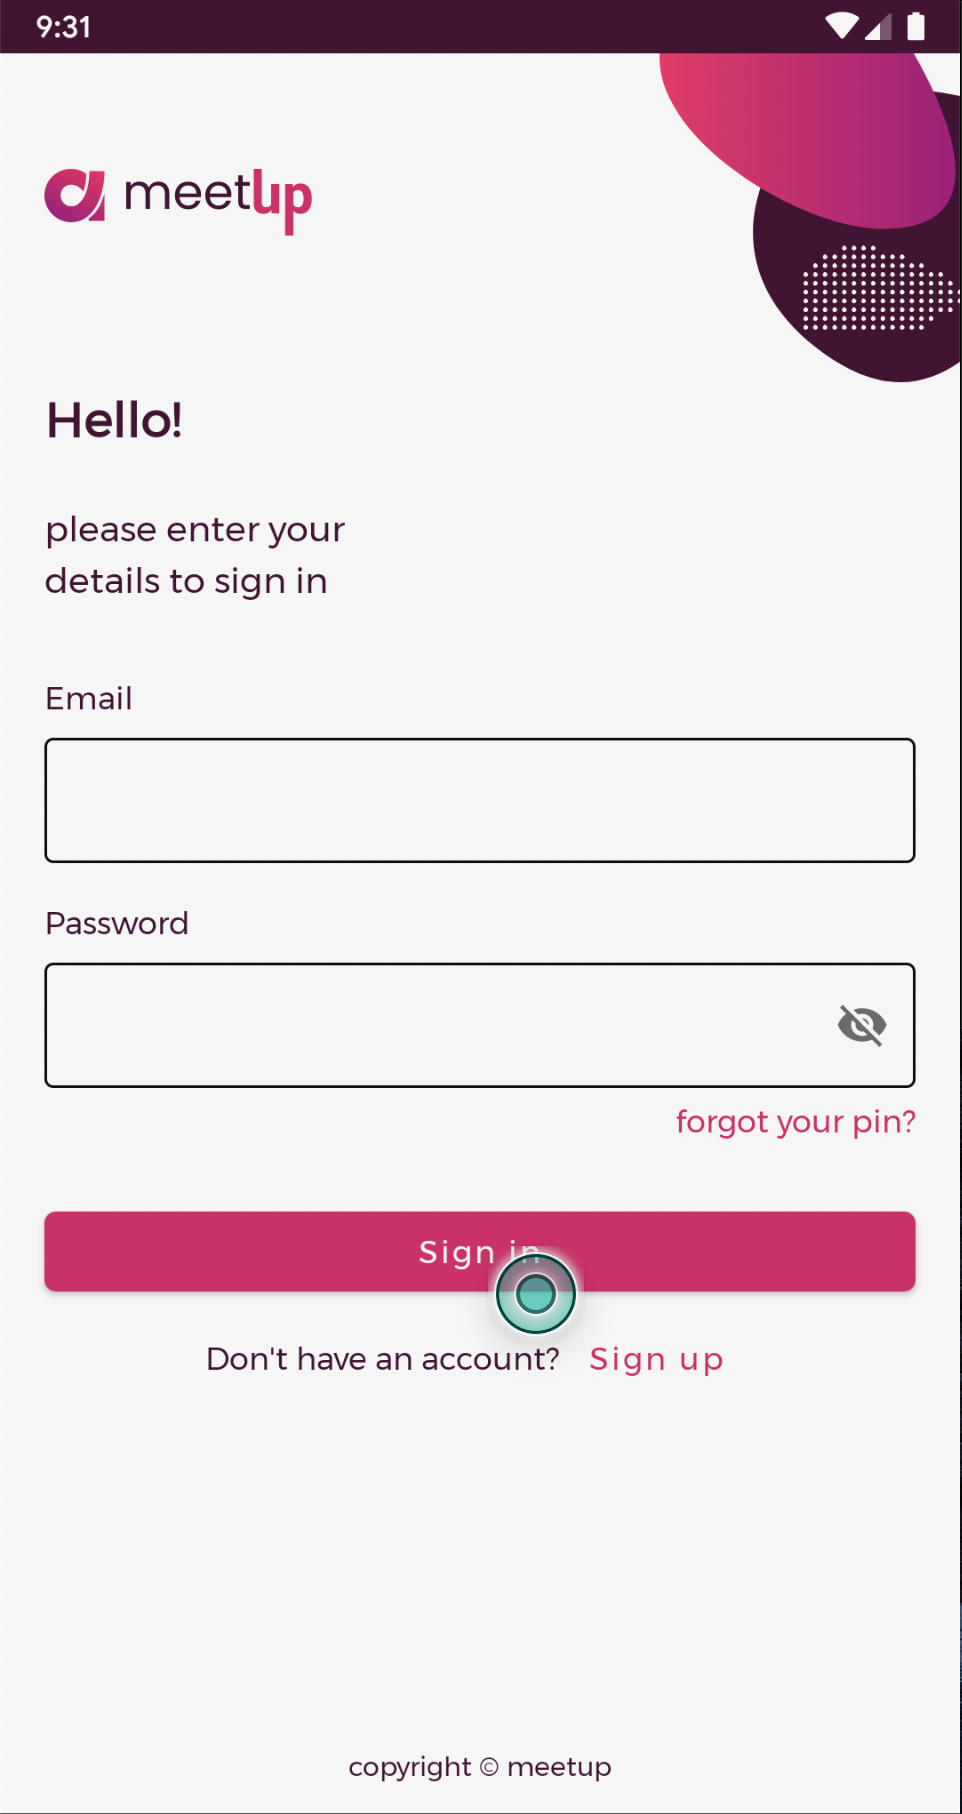 9:31
meetup
Hello!
please enter your
details to sign in
Email
Password
forgot your pin?
Sign in
Don't have an account? Sign up
copyright © meetup